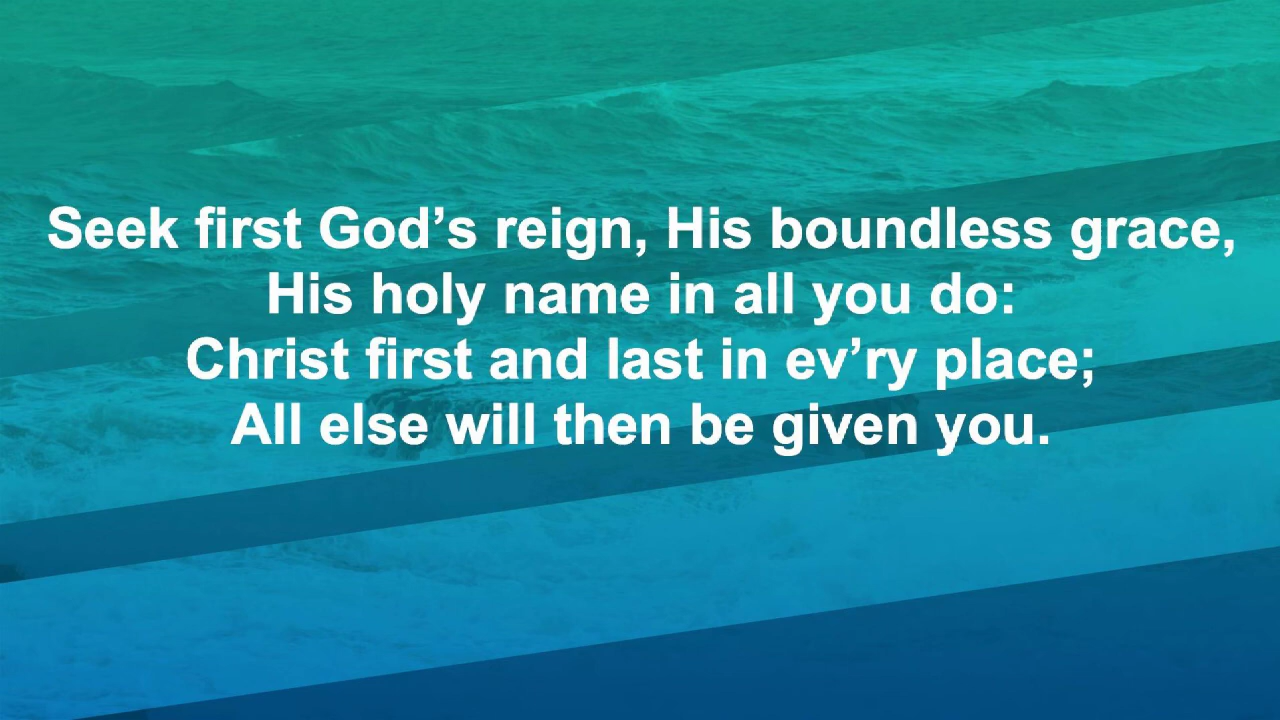 Seek first God’s reign, His boundless grace,
His holy name in all you do:
Christ first and last in ev’ry place;
All else will then be given you.